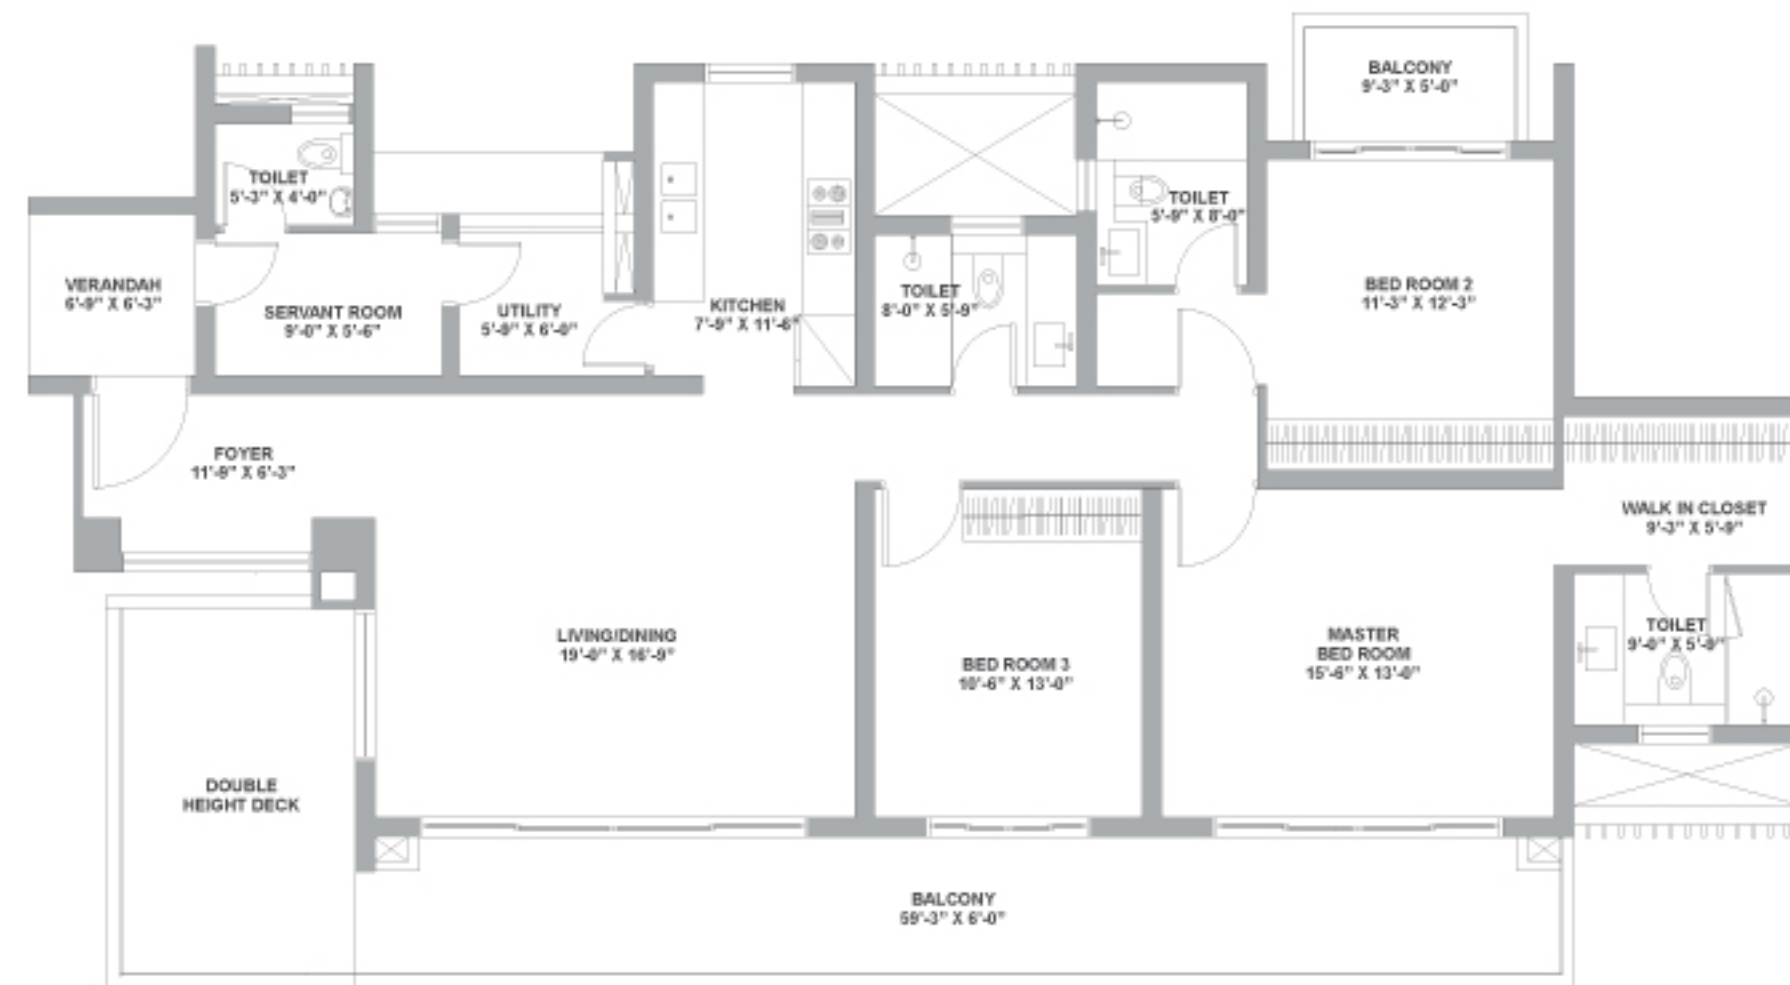 BALCONY
9'-3" X 5'-0"
TOILET
5'-3" X 4'-0"
TOILET
5'-9" X 8'-0"
VERANDAH
6'-9" X 6'-3"
SERVANT ROOM
9'-0" X 5'-6"
UTILITY
5'-9" X 6'-0"
KITCHEN
7'-9" X 11'-6"
TOILET
8'-0" X 5'-9"
BED ROOM 2
11'-3" X 12'-3"
FOYER
11'-9" X 6'-3"
WALK IN CLOSET
9'-3" X 5'-9"
LIVING/DINING
19'-0" X 16'-9"
BED ROOM 3
10'-6" X 13'-0"
MASTER
BED ROOM
15'-6" X 13'-0"
TOILET
9'-0" X 5'-9"
DOUBLE
HEIGHT DECK
BALCONY
59'-3" X 6'-0"